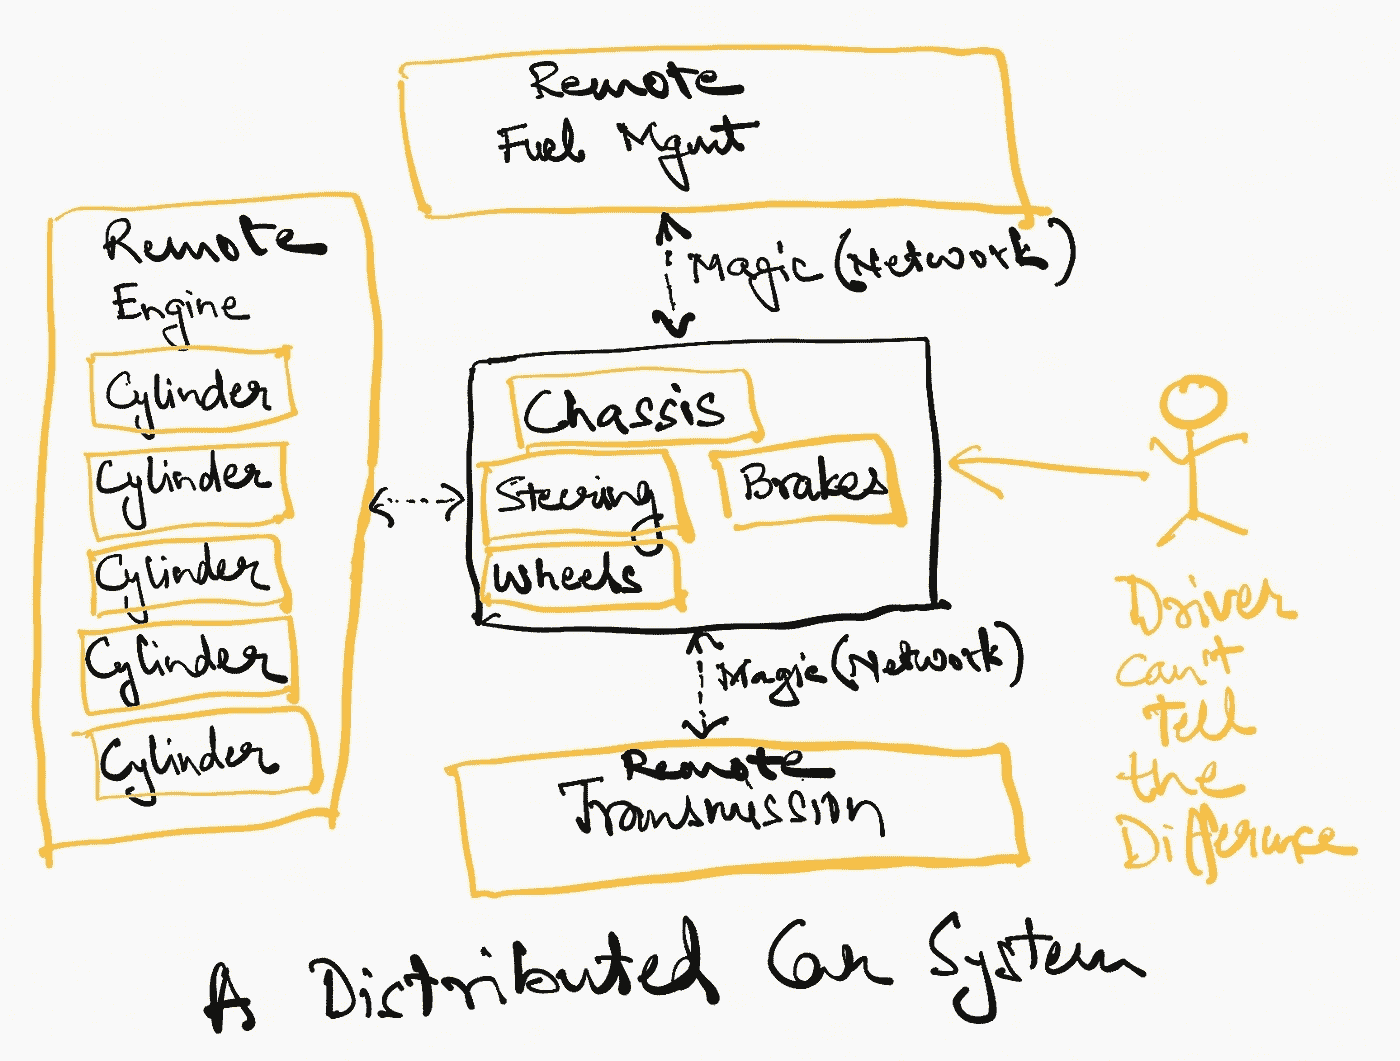 Remote
Fuel Mgmt
Magic (Network)
Remote
Engine
Cylinder
Cylinder
Cylinder
Cylinder
Cylinder
Chassis
Steering
Brakes
Wheels
Magic (Network)
Remote
Transmission
Driver
can't
Tell
the
Difference
A Distributed Car System